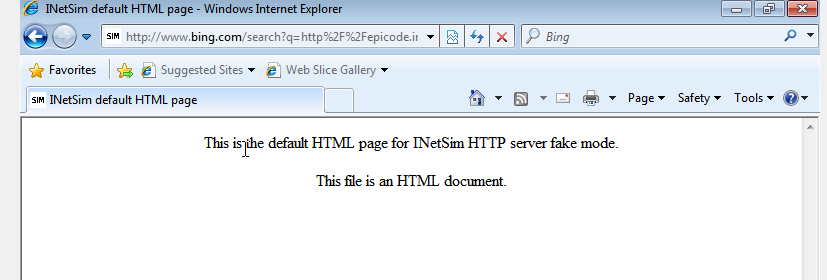 INetSim default HTML page - Windows Internet Explorer
SIM http://www.bing.com/search?q=http%2F%2Fepicode.ir Bing
Favorites Suggested Sites Web Slice Gallery
SIM INetSim default HTML page Page Safety Tools
This is the default HTML page for INetSim HTTP server fake mode.
This file is an HTML document.